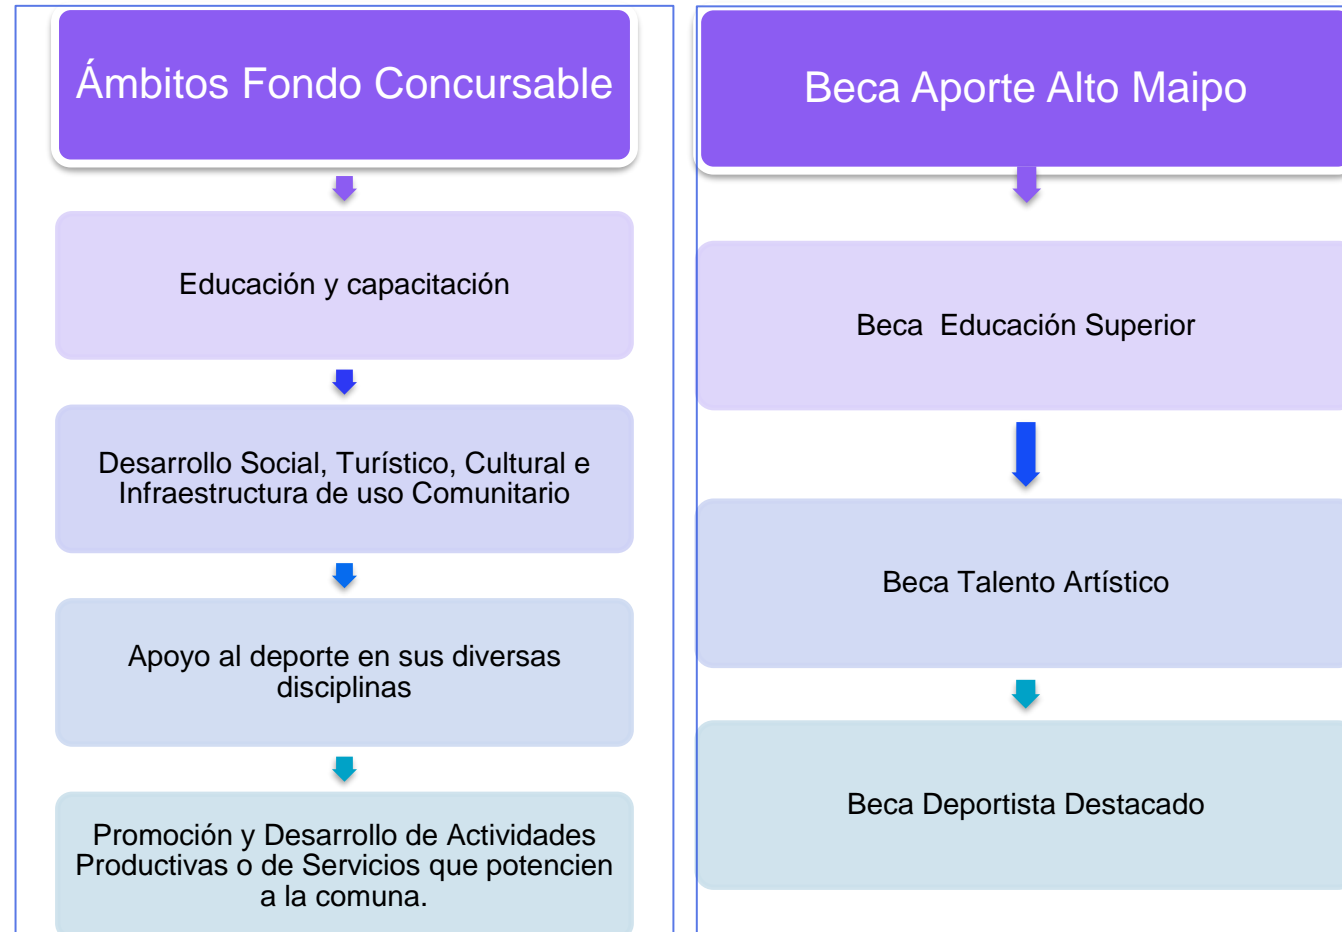 Ámbitos Fondo Concursable
Educación y capacitación
Desarrollo Social, Turístico, Cultural e
Infraestructura de uso Comunitario
Apoyo al deporte en sus diversas
disciplinas
Promoción y Desarrollo de Actividades
Productivas o de Servicios que potencien
a la comuna.
Beca Aporte Alto Maipo
Beca  Educación Superior
Beca Talento Artístico
Beca Deportista Destacado